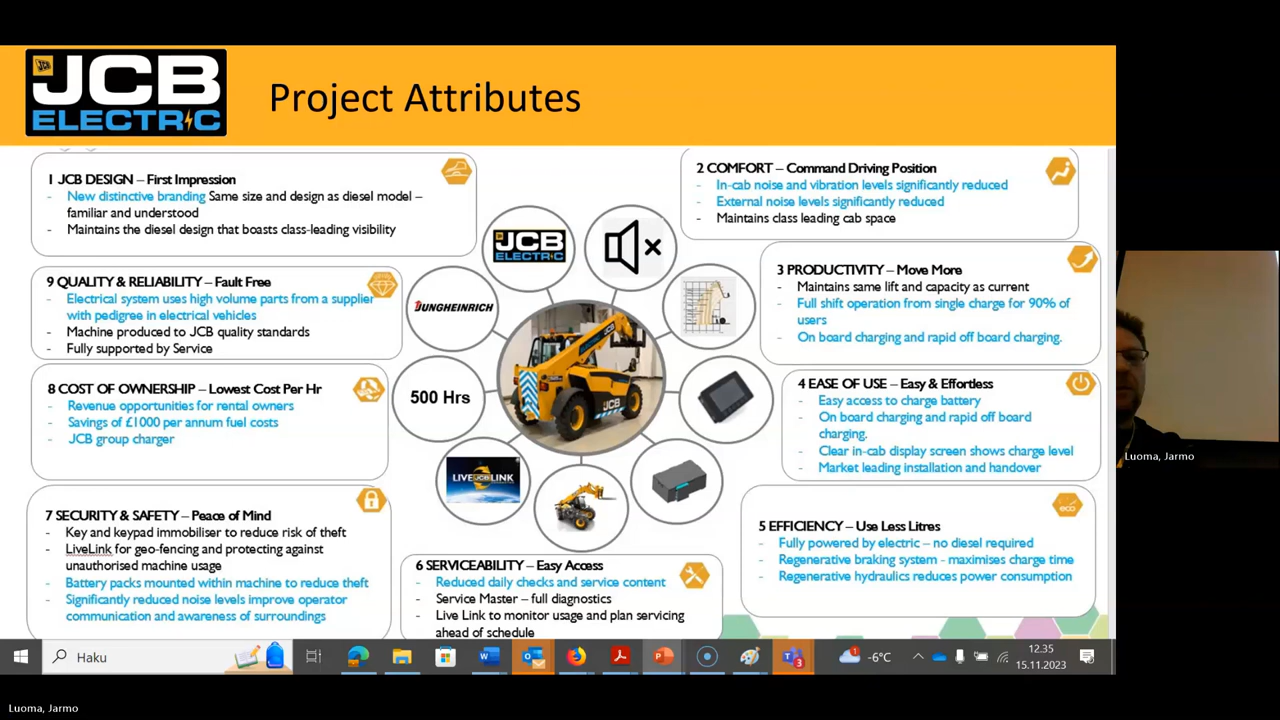 JCB
ELECTRIC
Project Attributes
1 JCB DESIGN – First Impression
- New distinctive branding Same size and design as diesel model –
familiar and understood
- Maintains the diesel design that boasts class-leading visibility
2 COMFORT – Command Driving Position
- In-cab noise and vibration levels significantly reduced
- External noise levels significantly reduced
- Maintains class leading cab space
JCB
ELECTRIC
9 QUALITY & RELIABILITY – Fault Free
- Electrical system uses high volume parts from a supplier
with pedigree in electrical vehicles
- Machine produced to JCB quality standards
- Fully supported by Service
JUNGHEINRICH
3 PRODUCTIVITY – Move More
- Maintains same lift and capacity as current
- Full shift operation from single charge for 90% of
users
- On board charging and rapid off board charging.
8 COST OF OWNERSHIP – Lowest Cost Per Hr
- Revenue opportunities for rental owners
- Savings of £1000 per annum fuel costs
- JCB group charger
500 Hrs
JCB
4 EASE OF USE – Easy & Effortless
- Easy access to charge battery
- On board charging and rapid off board
charging.
- Clear in-cab display screen shows charge level
- Market leading installation and handover
LIVE JCB LINK
7 SECURITY & SAFETY – Peace of Mind
- Key and keypad immobiliser to reduce risk of theft
- LiveLink for geo-fencing and protecting against
unauthorised machine usage
- Battery packs mounted within machine to reduce theft
- Significantly reduced noise levels improve operator
communication and awareness of surroundings
6 SERVICEABILITY – Easy Access
- Reduced daily checks and service content
- Service Master – full diagnostics
- Live Link to monitor usage and plan servicing
ahead of schedule
5 EFFICIENCY – Use Less Litres
- Fully powered by electric – no diesel required
- Regenerative braking system - maximises charge time
- Regenerative hydraulics reduces power consumption
eco
Luoma, Jarmo
Haku
1
3
-6°C
12.35
15.11.2023
Luoma, Jarmo